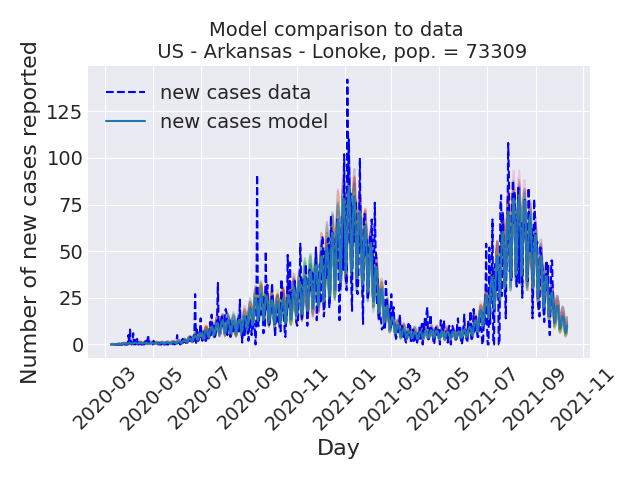 Model comparison to data
US - Arkansas - Lonoke, pop. = 73309
Number of new cases reported
new cases data
new cases model
125
100
75
50
25
0
2020-03
2020-05
2020-07
2020-09
2020-11
2021-01
2021-03
2021-05
2021-07
2021-09
2021-11
Day